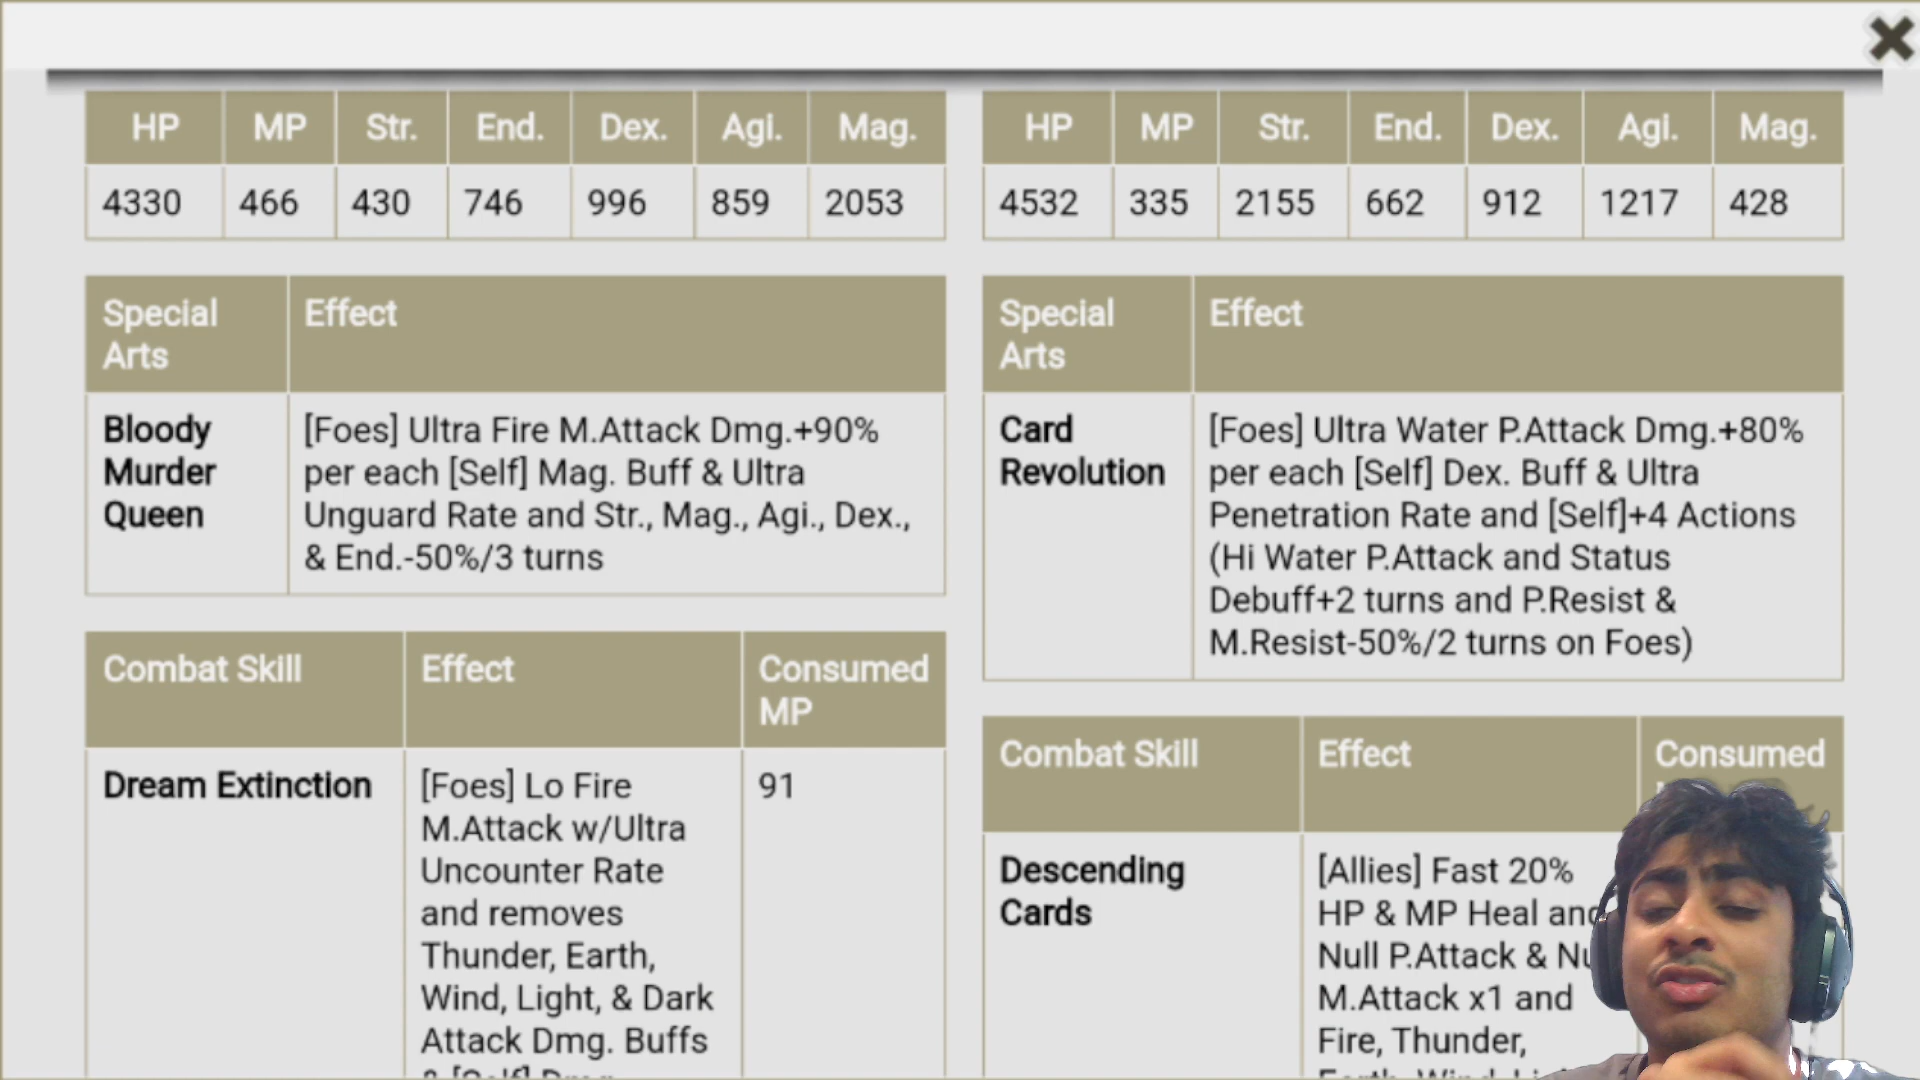 HP MP Str. End. Dex. Agi. Mag.
4330 466 430 746 996 859 2053
Special
Arts
Effect
Bloody
Murder
Queen
[Foes] Ultra Fire M.Attack Dmg.+90%
per each [Self] Mag. Buff & Ultra
Unguard Rate and Str., Mag., Agi., Dex.,
& End.-50%/3 turns
Combat Skill
Effect
Consumed
MP
Dream Extinction
[Foes] Lo Fire
M.Attack w/Ultra
Uncounter Rate
and removes
Thunder, Earth,
Wind, Light, & Dark
Attack Dmg. Buffs
91
HP MP Str. End. Dex. Agi. Mag.
4532 335 2155 662 912 1217 428
Special
Arts
Effect
Card
Revolution
[Foes] Ultra Water P.Attack Dmg.+80%
per each [Self] Dex. Buff & Ultra
Penetration Rate and [Self]+4 Actions
(Hi Water P.Attack and Status
Debuff+2 turns and P.Resist &
M.Resist-50%/2 turns on Foes)
Combat Skill
Effect
Consumed
Descending
Cards
[Allies] Fast 20%
HP & MP Heal and
Null P.Attack &
M.Attack x1 and
Fire, Thunder,